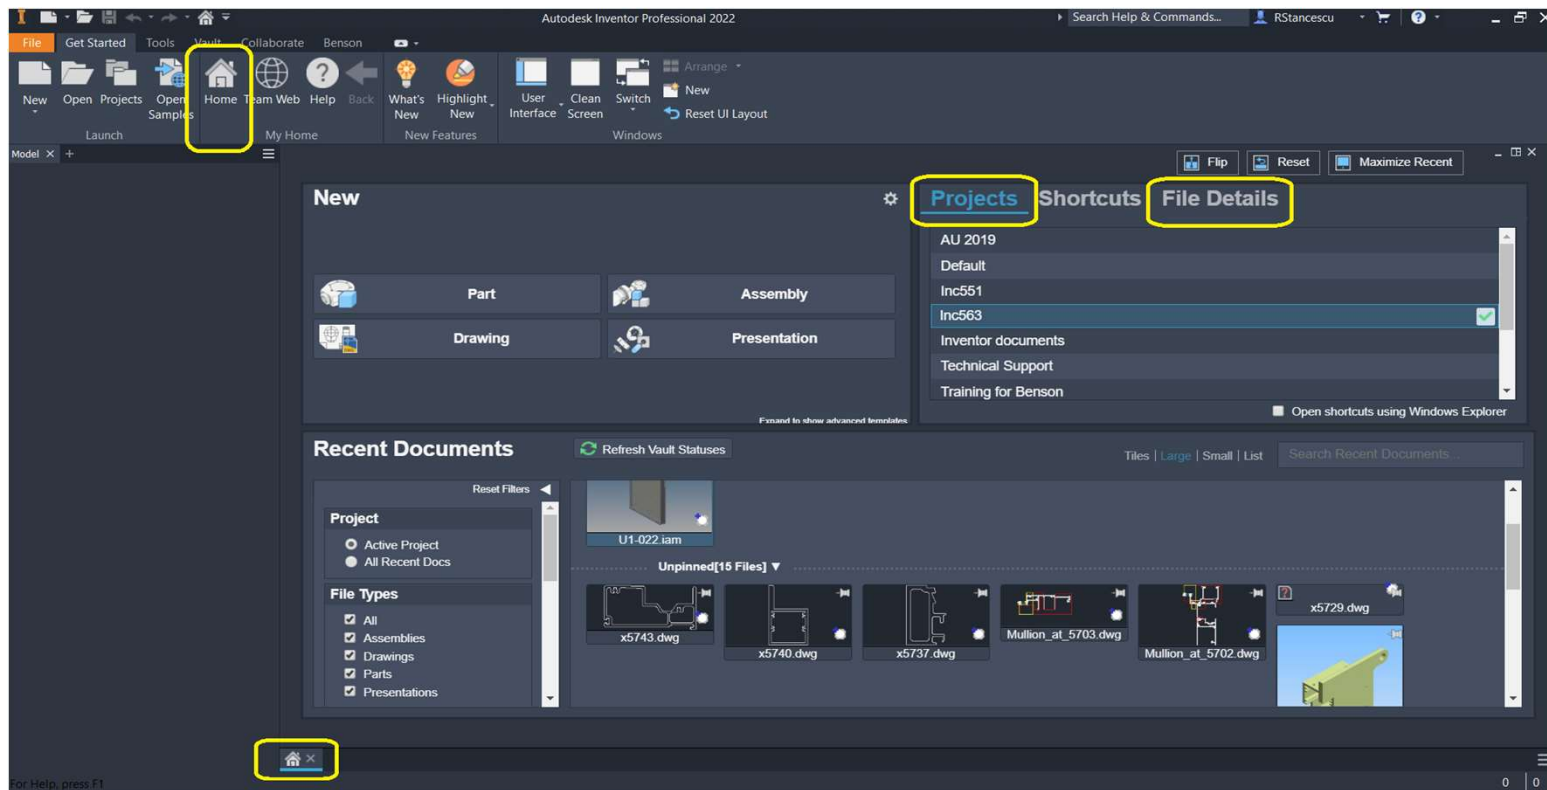 Autodesk Inventor Professional 2022
Search Help & Commands...
RStancescu
File Get Started Tools Vault Collaborate Benson
New Open Projects Open Samples Home Team Web Help Back What's New Highlight New User Interface Clean Screen Switch
Arrange
New
Reset UI Layout
Launch My Home New Features Windows
Model
Flip Reset Maximize Recent
New
Projects Shortcuts File Details
AU 2019
Default
Inc551
Inc563
Inventor documents
Technical Support
Training for Benson
Part Assembly
Drawing Presentation
Expand to show advanced templates
Open shortcuts using Windows Explorer
Recent Documents
Refresh Vault Statuses
Tiles | Large | Small | List
Search Recent Documents...
Reset Filters
Project
Active Project
All Recent Docs
File Types
All
Assemblies
Drawings
Parts
Presentations
U1-022.iam
Unpinned[15 Files]
x5743.dwg
x5740.dwg
x5737.dwg
Mullion_at_5703.dwg
Mullion_at_5702.dwg
x5729.dwg
For Help, press F1
0 0